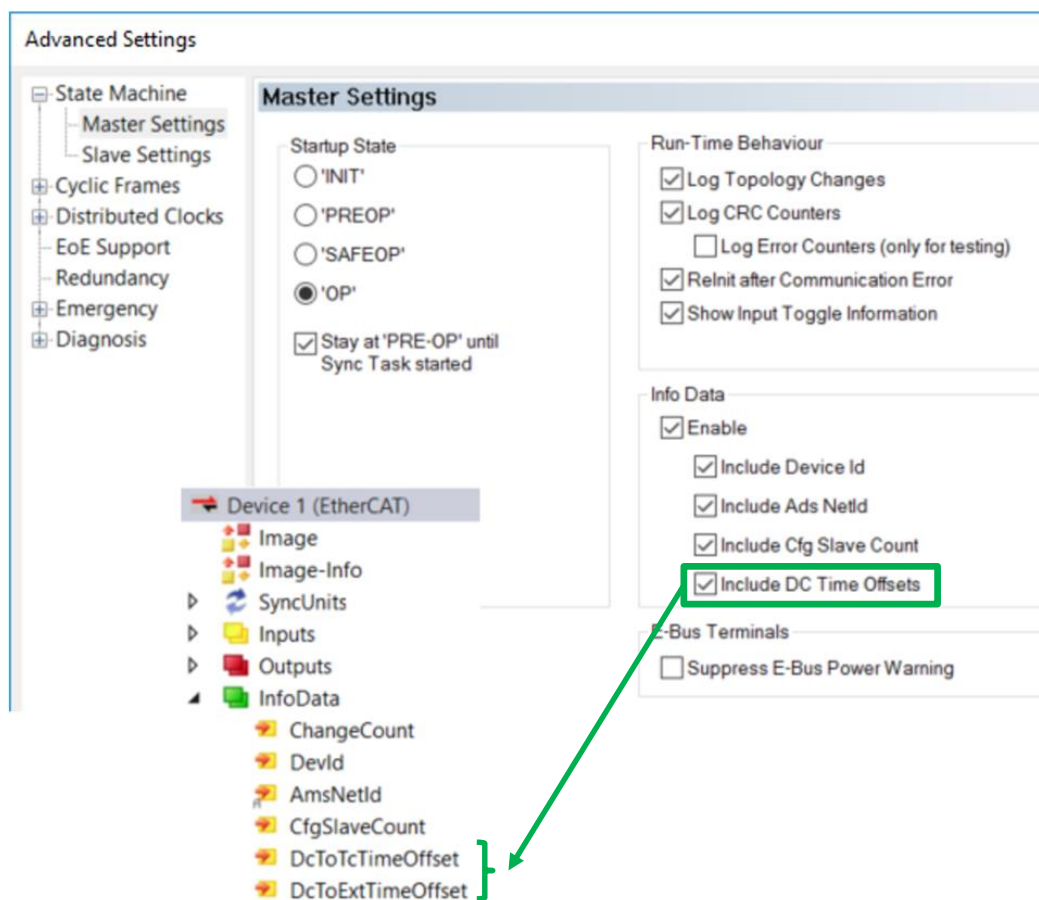 Advanced Settings
State Machine
Master Settings
Slave Settings
Cyclic Frames
Distributed Clocks
EoE Support
Redundancy
Emergency
Diagnosis
Master Settings
Startup State
'INIT'
'PREOP'
'SAFEOP'
'OP'
Stay at 'PRE-OP' until
Sync Task started
Run-Time Behaviour
Log Topology Changes
Log CRC Counters
Log Error Counters (only for testing)
ReInit after Communication Error
Show Input Toggle Information
Info Data
Enable
Include Device Id
Include Ads NetId
Include Cfg Slave Count
Include DC Time Offsets
E-Bus Terminals
Suppress E-Bus Power Warning
Device 1 (EtherCAT)
Image
Image-Info
SyncUnits
Inputs
Outputs
InfoData
ChangeCount
DevId
AmsNetId
CfgSlaveCount
DcToTcTimeOffset
DcToExtTimeOffset